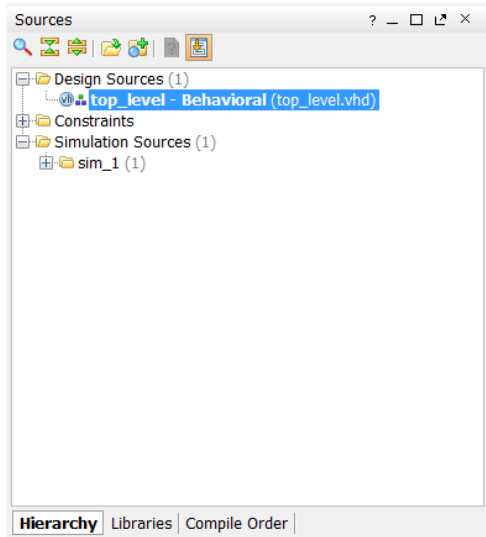 Sources
Design Sources (1)
top_level - Behavioral (top_level.vhd)
Constraints
Simulation Sources (1)
sim_1 (1)
Hierarchy Libraries Compile Order